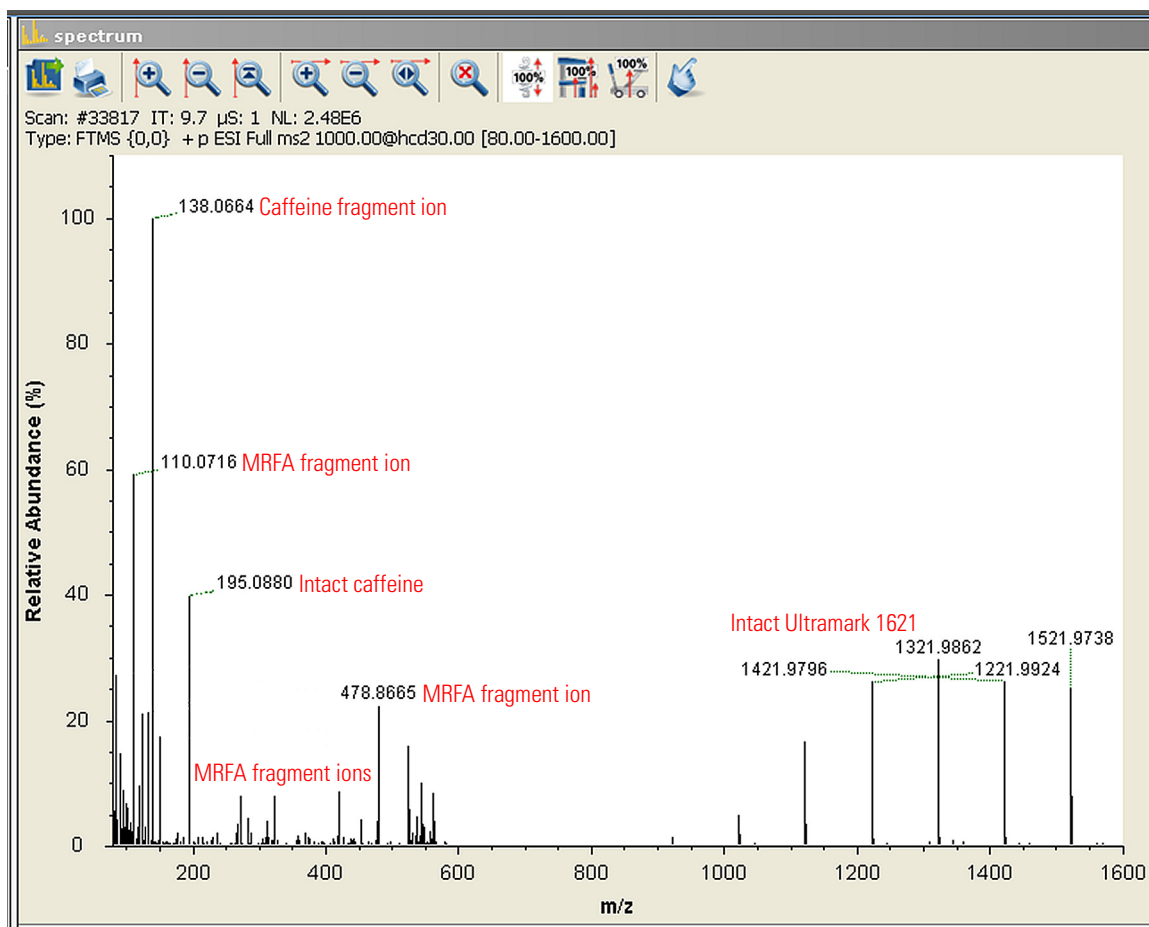 spectrum
100%
100%
100%
Scan: #33817 IT: 9.7 µS: 1 NL: 2.48E6
Type: FTMS {0,0} + p ESI Full ms2 1000.00@hcd30.00 [80.00-1600.00]
138.0664 Caffeine fragment ion
110.0716 MRFA fragment ion
195.0880 Intact caffeine
Intact Ultramark 1621
1521.9738
1321.9862
1421.9796
1221.9924
478.8665 MRFA fragment ion
MRFA fragment ions
Relative Abundance (%)
100
80
60
40
20
0
200
400
600
800
1000
1200
1400
1600
m/z